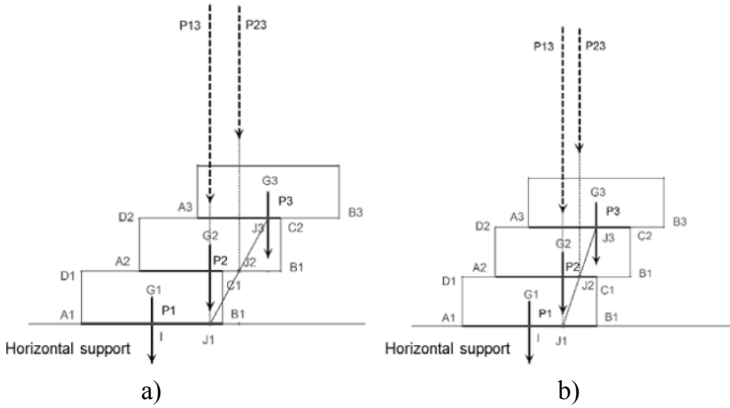 P13 P23
G3
P3
A3 B3
D2 J3 C2
G2
A2 P2 J2 B1
D1 C1
G1
A1 P1 B1
I J1
Horizontal support
a)
P13 P23
G3
P3
A3 B3
D2 J3 C2
G2
A2 P2 B1
D1 J2 C1
G1
A1 P1 B1
I J1
Horizontal support
b)